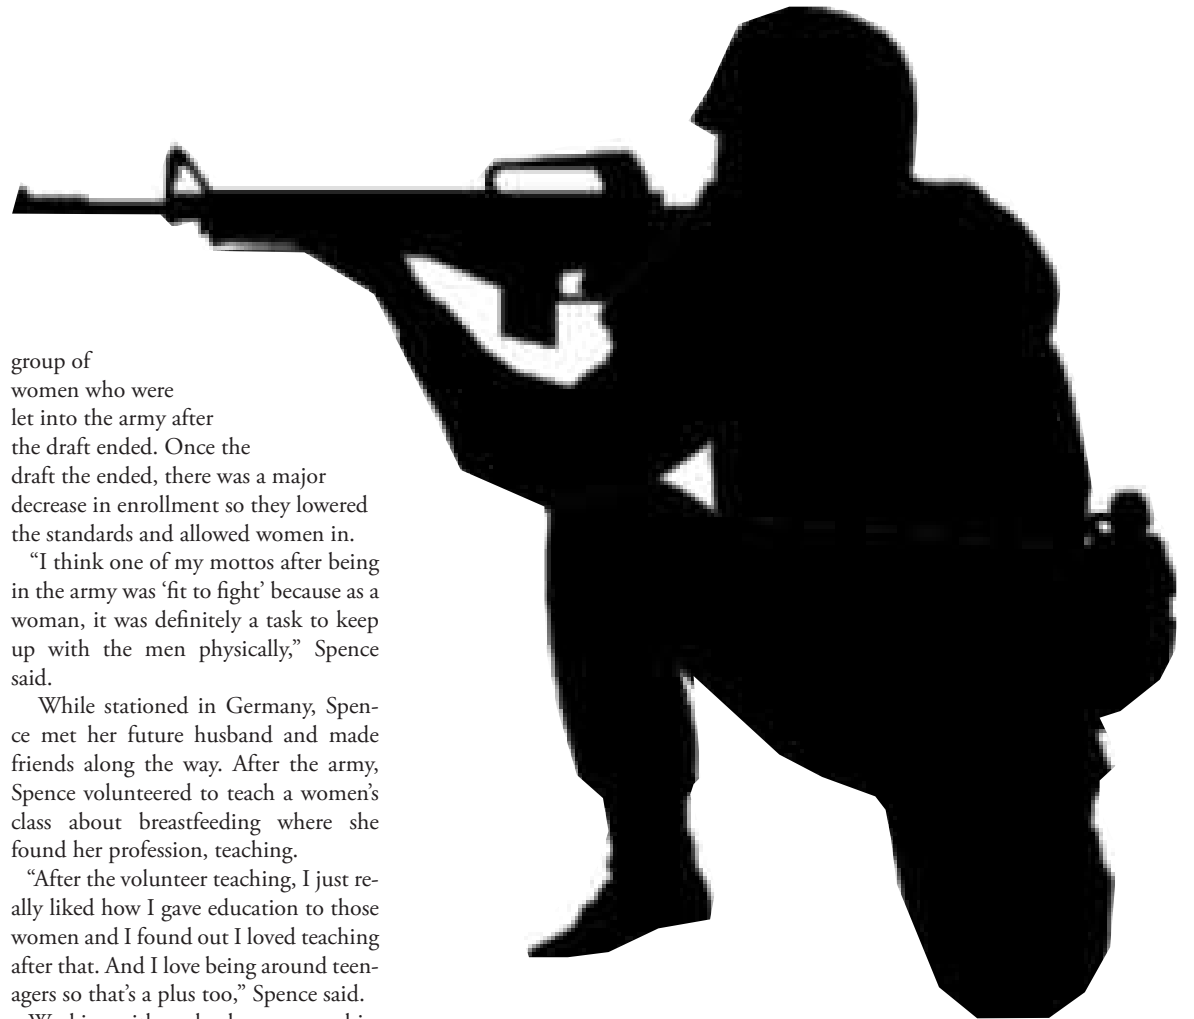 group of
women who were
let into the army after
the draft ended. Once the
draft the ended, there was a major
decrease in enrollment so they lowered
the standards and allowed women in.
“I think one of my mottos after being
in the army was ‘fit to fight’ because as a
woman, it was definitely a task to keep
up with the men physically,” Spence
said.
While stationed in Germany, Spen-
ce met her future husband and made
friends along the way. After the army,
Spence volunteered to teach a women’s
class about breastfeeding where she
found her profession, teaching.
“After the volunteer teaching, I just re-
ally liked how I gave education to those
women and I found out I loved teaching
after that. And I love being around teen-
agers so that’s a plus too,” Spence said.